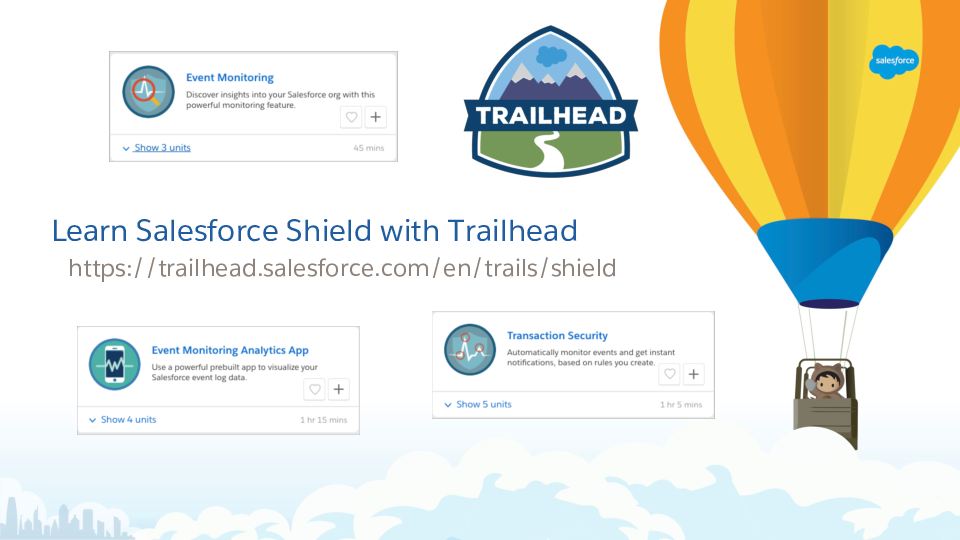 Event Monitoring
Discover insights into your Salesforce org with this
powerful monitoring feature.
Show 3 units
45 mins
TRAILHEAD
salesforce
Learn Salesforce Shield with Trailhead
https://trailhead.salesforce.com/en/trails/shield
Event Monitoring Analytics App
Use a powerful prebuilt app to visualize your
Salesforce event log data.
Show 4 units
1 hr 15 mins
Transaction Security
Automatically monitor events and get instant
notifications, based on rules you create.
Show 5 units
1 hr 5 mins